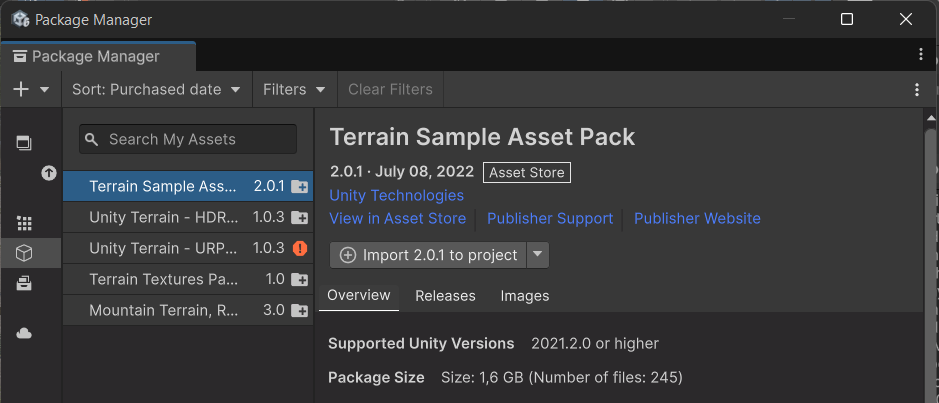 Package Manager
Package Manager
Sort: Purchased date Filters Clear Filters
Search My Assets
Terrain Sample Ass... 2.0.1
Unity Terrain - HDR... 1.0.3
Unity Terrain - URP... 1.0.3
Terrain Textures Pa... 1.0
Mountain Terrain, R... 3.0
Terrain Sample Asset Pack
2.0.1 · July 08, 2022 Asset Store
Unity Technologies
View in Asset Store Publisher Support Publisher Website
Import 2.0.1 to project
Overview Releases Images
Supported Unity Versions 2021.2.0 or higher
Package Size Size: 1,6 GB (Number of files: 245)